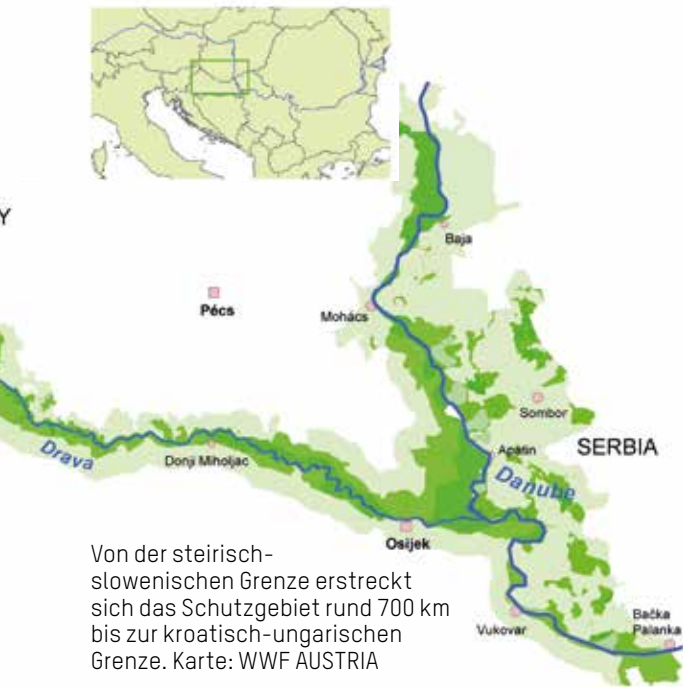 Y
Baja
Pécs
Mohács
Sombor
Drava
Donji Miholjac
Apatin
SERBIA
Danube
Osijek
Von der steirisch-
slowenischen Grenze erstreckt
sich das Schutzgebiet rund 700 km
bis zur kroatisch-ungarischen
Grenze. Karte: WWF AUSTRIA
Vukovar
Bačka
Palanka